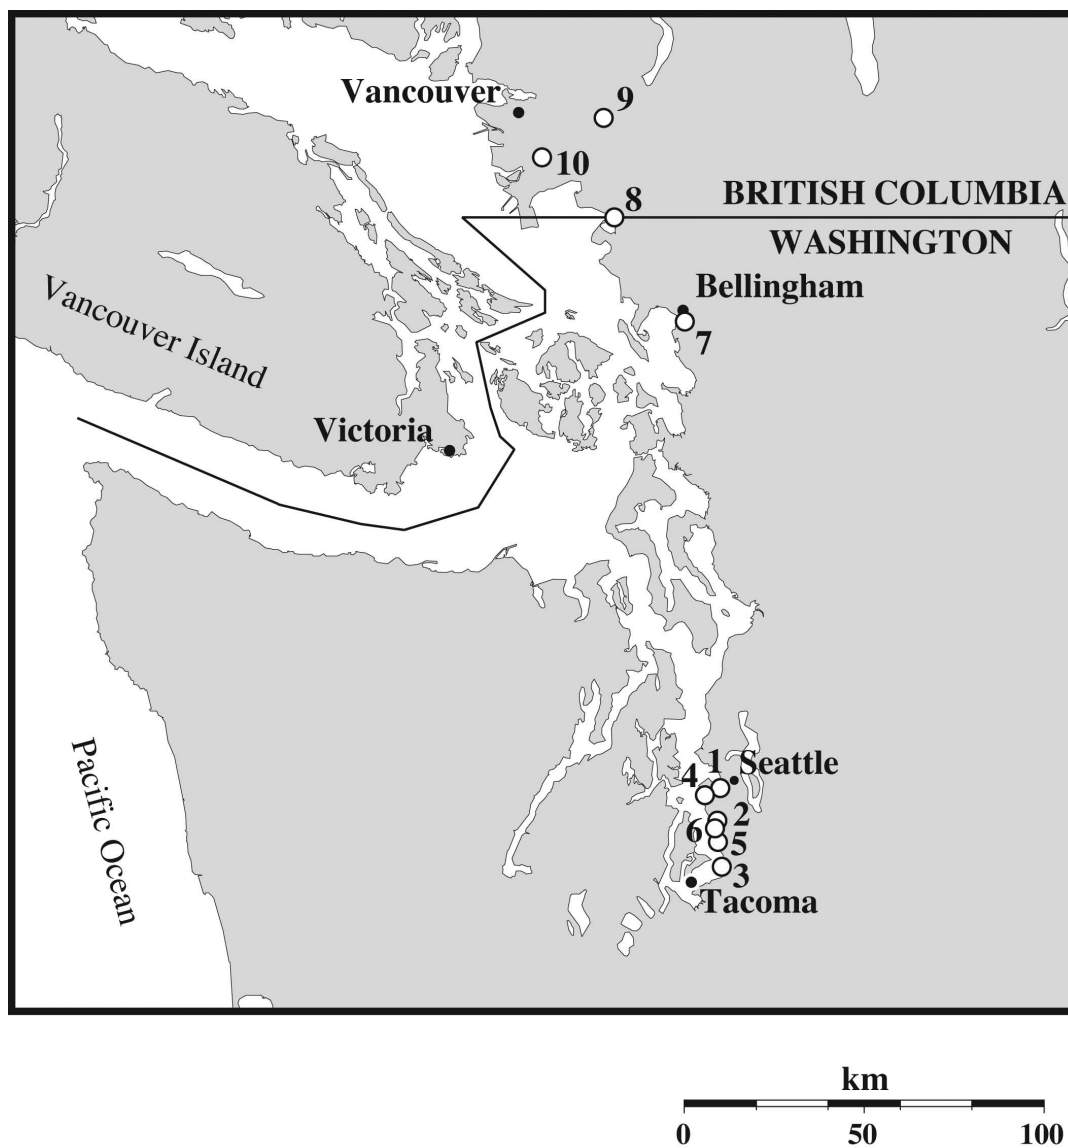 Vancouver
9
10
BRITISH COLUMBIA
8
WASHINGTON
Bellingham
7
Vancouver Island
Victoria
Pacific Ocean
1
Seattle
4
2
6
5
3
Tacoma
km
0 50 100